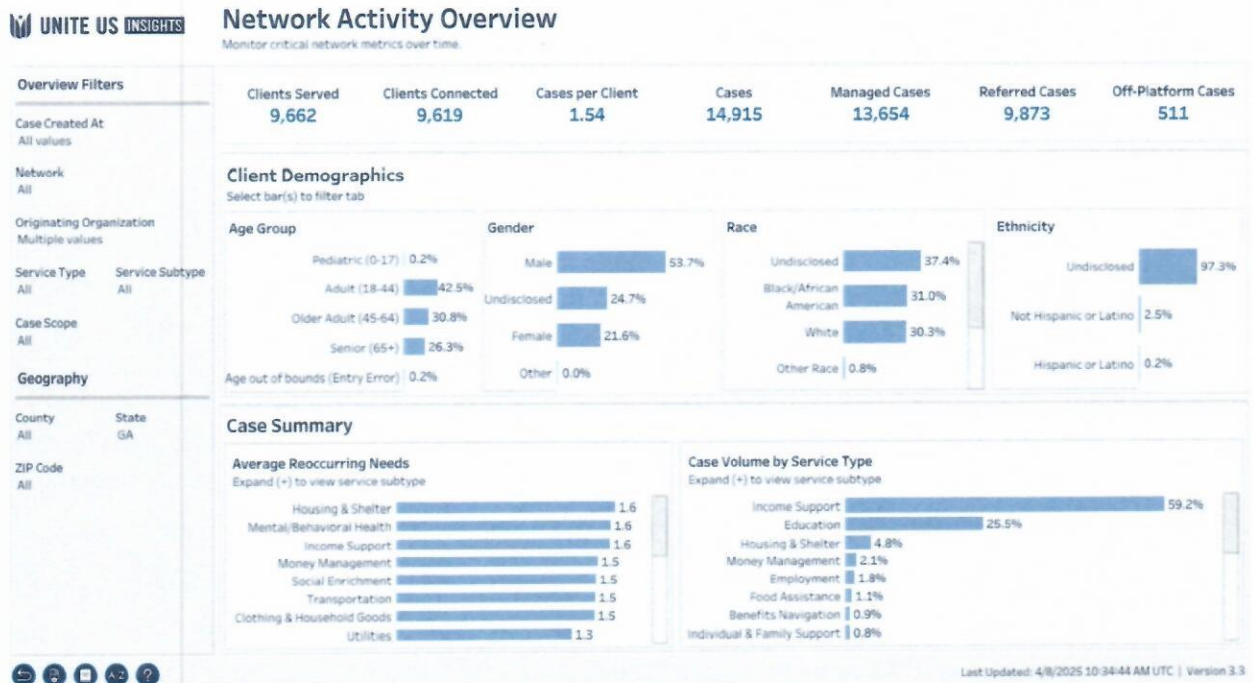 UNITE US INSIGHTS
Network Activity Overview
Monitor critical network metrics over time.
Overview Filters
Case Created At
All values
Network
All
Originating Organization
Multiple values
Service Type Service Subtype
All All
Case Scope
All
Geography
County State
All GA
ZIP Code
All
Clients Served Clients Connected Cases per Client Cases Managed Cases Referred Cases Off-Platform Cases
9,662 9,619 1.54 14,915 13,654 9,873 511
Client Demographics
Select bar(s) to filter tab
Age Group
Pediatric (0-17) 0.2%
Adult (18-44) 42.5%
Older Adult (45-64) 30.8%
Senior (65+) 26.3%
Age out of bounds (Entry Error) 0.2%
Gender
Male 53.7%
Undisclosed 24.7%
Female 21.6%
Other 0.0%
Race
Undisclosed 37.4%
Black/African
American 31.0%
White 30.3%
Other Race 0.8%
Ethnicity
Undisclosed 97.3%
Not Hispanic or Latino 2.5%
Hispanic or Latino 0.2%
Case Summary
Average Reoccurring Needs
Expand (+) to view service subtype
Housing & Shelter 1.6
Mental/Behavioral Health 1.6
Income Support 1.6
Money Management 1.5
Social Enrichment 1.5
Transportation 1.5
Clothing & Household Goods 1.5
Utilities 1.3
Case Volume by Service Type
Expand (+) to view service subtype
Income Support 59.2%
Education 25.5%
Housing & Shelter 4.8%
Money Management 2.1%
Employment 1.8%
Food Assistance 1.1%
Benefits Navigation 0.9%
Individual & Family Support 0.8%
A-Z ?
Last Updated: 4/8/2025 10:34:44 AM UTC | Version 3.3